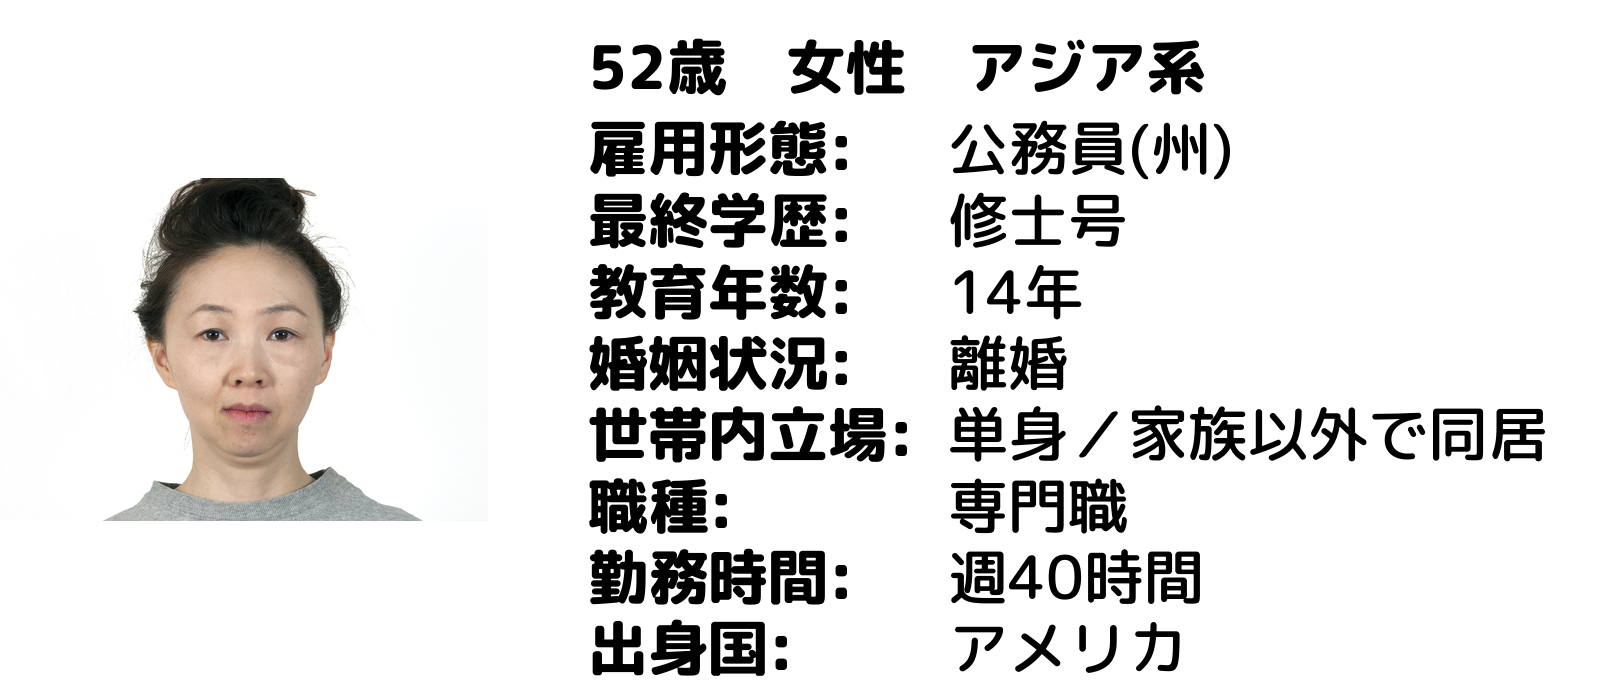 52歳　女性　アジア系
雇用形態:　公務員(州)
最終学歴:　修士号
教育年数:　14年
婚姻状況:　離婚
世帯内立場:　単身／家族以外で同居
職種:　専門職
勤務時間:　週40時間
出身国:　アメリカ